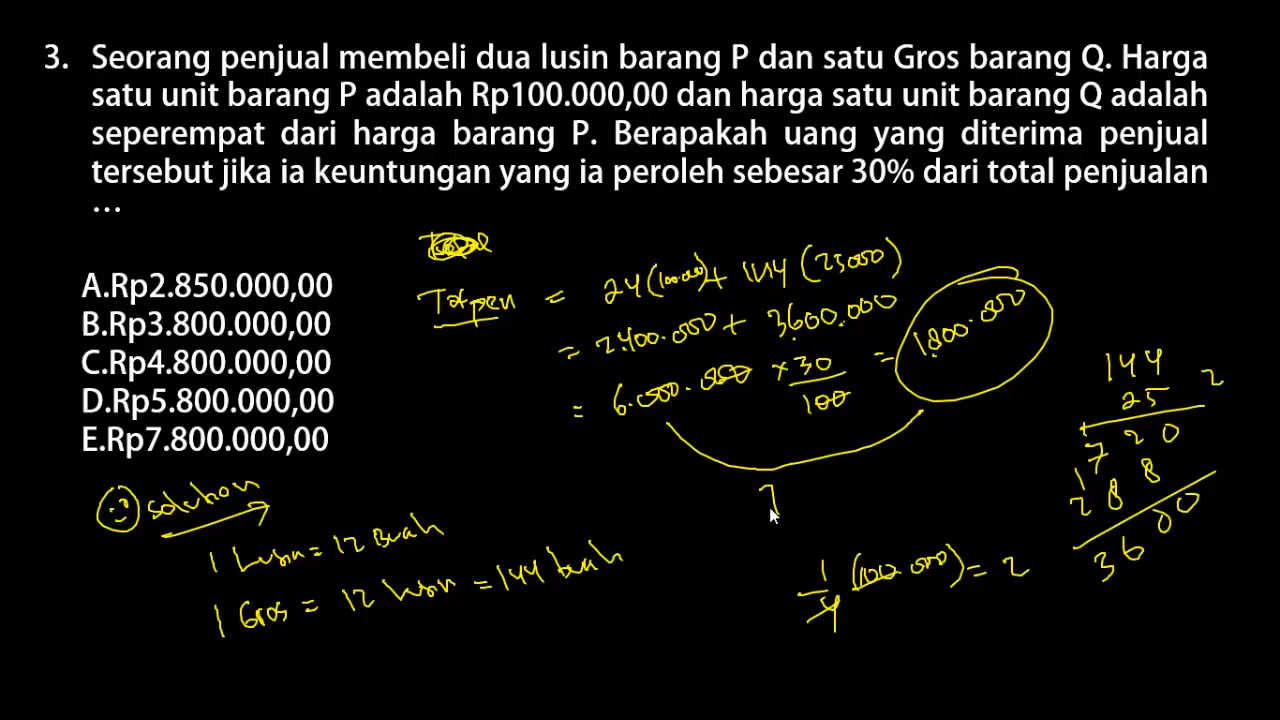 3. Seorang penjual membeli dua lusin barang P dan satu Gros barang Q. Harga
satu unit barang P adalah Rp100.000,00 dan harga satu unit barang Q adalah
seperempat dari harga barang P. Berapakah uang yang diterima penjual
tersebut jika ia keuntungan yang ia peroleh sebesar 30% dari total penjualan
...
A.Rp2.850.000,00
B.Rp3.800.000,00
C.Rp4.800.000,00
D.Rp5.800.000,00
E.Rp7.800.000,00
Totpen = 24(100.000)+ 144(25000)
= 2.400.000 + 3.600.000
= 6.000.000 × 30/100 = 1.800.000
7
144
25 2
720
1
288
3600
solution
1 Lusin = 12 Buah
1 Gros = 12 lusin = 144 buah
1/4 (100.000) = 2